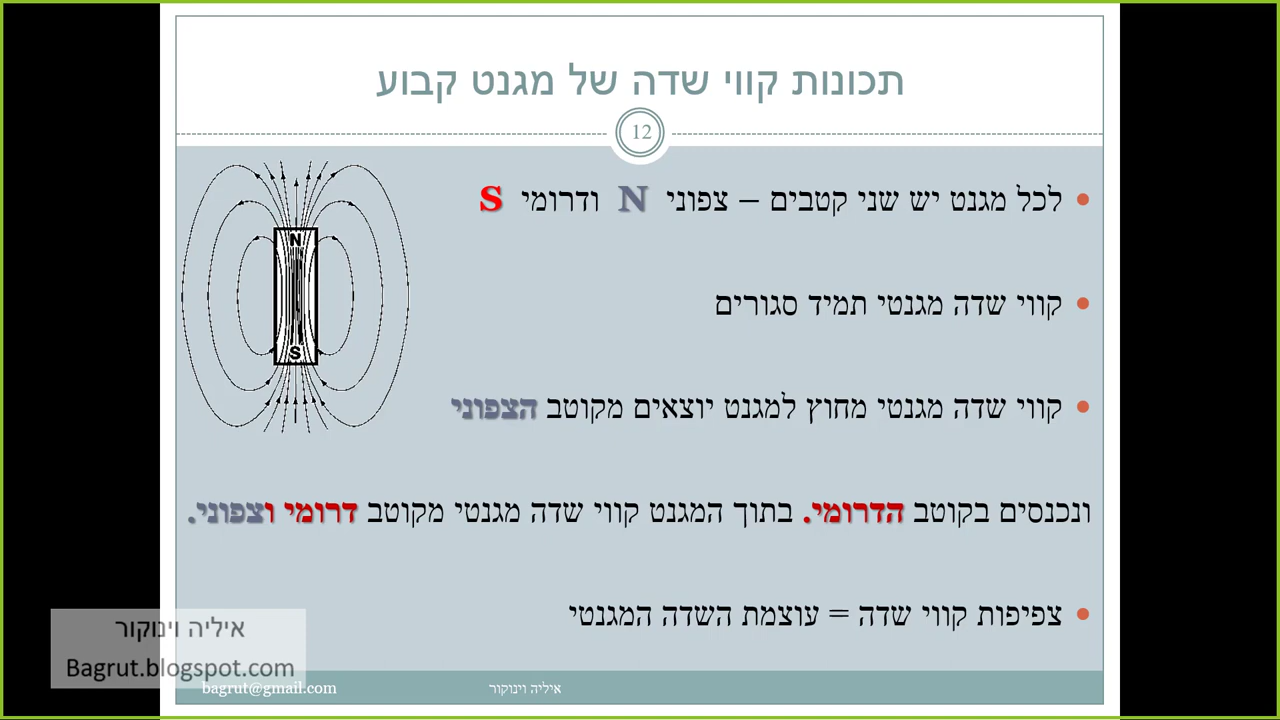 תכונות קווי שדה של מגנט קבוע
12
לכל מגנט יש שני קטבים – צפוני N ודרומי S
קווי שדה מגנטי תמיד סגורים
קווי שדה מגנטי מחוץ למגנט יוצאים מקוטב הצפוני
ונכנסים בקוטב הדרומי. בתוך המגנט קווי שדה מגנטי מקוטב דרומי וצפוני.
צפיפות קווי שדה = עוצמת השדה המגנטי
N
S
איליה וינוקור
Bagrut.blogspot.com
bagrut@gmail.com איליה וינוקור